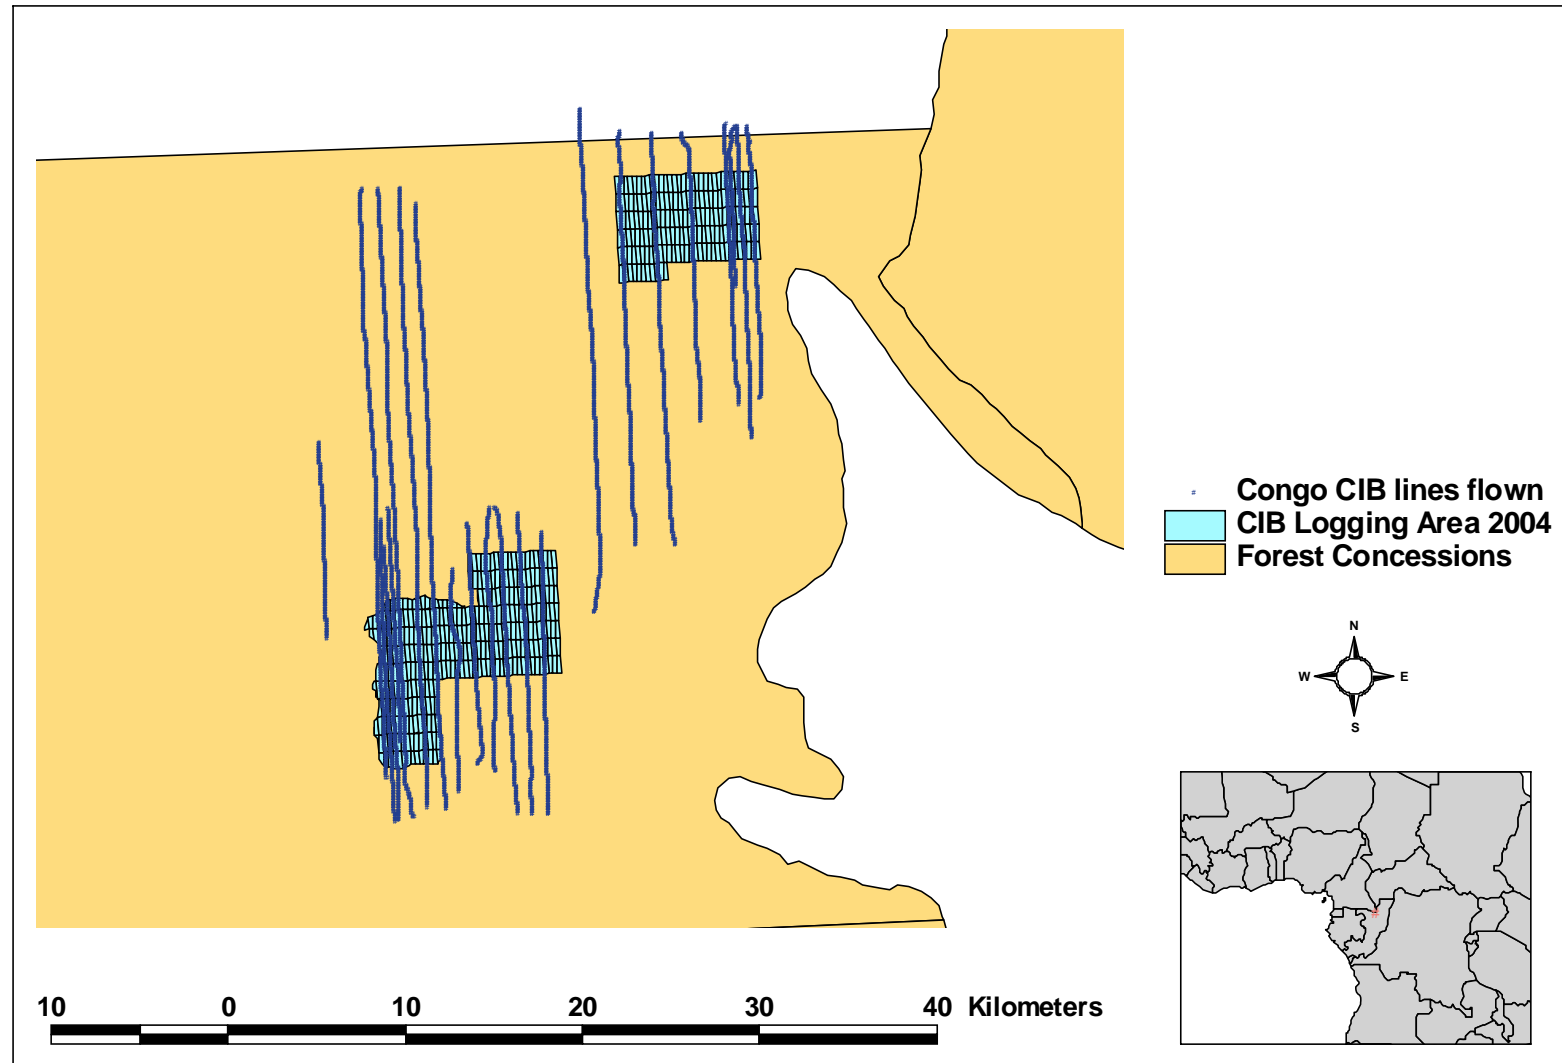 Congo CIB lines flown
CIB Logging Area 2004
Forest Concessions
N
W E
S
10 0 10 20 30 40 Kilometers